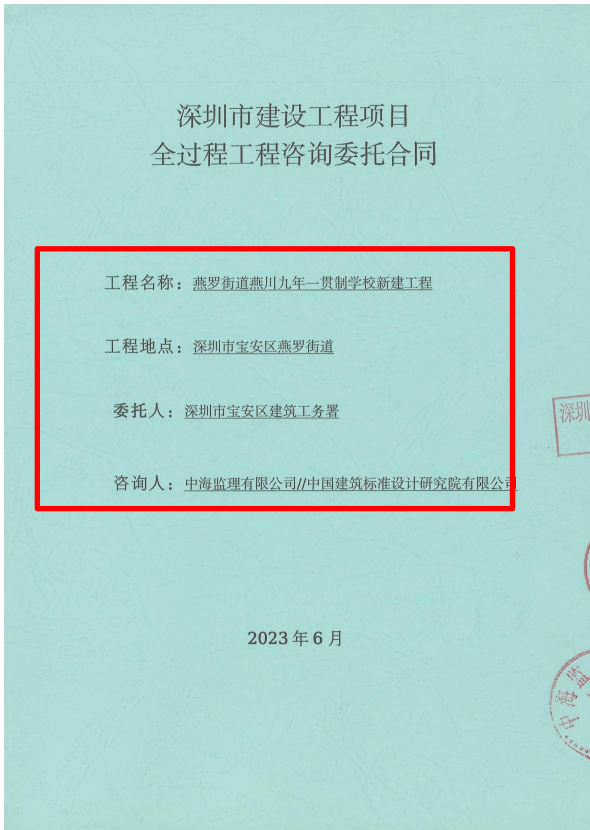 深圳市建设工程项目
全过程工程咨询委托合同
工程名称：燕罗街道燕川九年一贯制学校新建工程
工程地点：深圳市宝安区燕罗街道
委托人：深圳市宝安区建筑工务署
咨询人：中海监理有限公司//中国建筑标准设计研究院有限公司
深圳
2023年6月
中海监